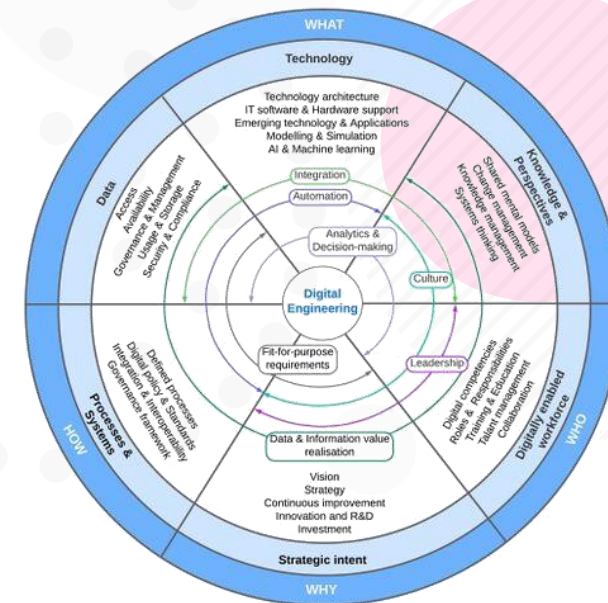 WHAT
Technology
Technology architecture
IT software & Hardware support
Emerging technology & Applications
Modelling & Simulation
AI & Machine learning
Data
Access
Availability
Governance & Management
Usage & Storage
Security & Compliance
Knowledge &
Perspectives
Shared mental models
Change management
Knowledge management
Systems thinking
Integration
Automation
Analytics &
Decision-making
Culture
Digital
Engineering
Fit-for-purpose
requirements
Leadership
Data & Information value
realisation
HOW
Processes &
Systems
Defined processes
Digital policy & Standards
Integration & Interoperability
Governance framework
WHO
Digitally enabled
workforce
Digital competencies
Roles & Responsibilities
Training & Education
Talent management
Collaboration
Vision
Strategy
Continuous improvement
Innovation and R&D
Investment
Strategic intent
WHY